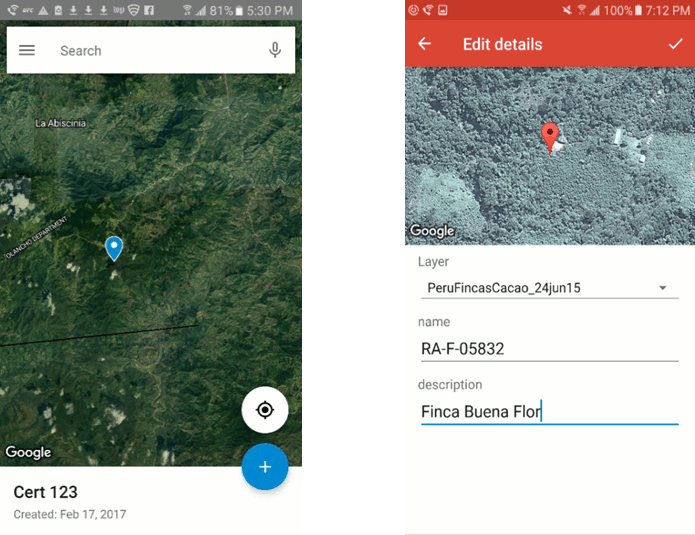 81% 5:30 PM
Search
La Abiscinia
OLANCHO DEPARTMENT
Google
Cert 123
Created: Feb 17, 2017
100% 7:12 PM
Edit details
Google
Layer
PeruFincasCacao_24jun15
name
RA-F-05832
description
Finca Buena Flor